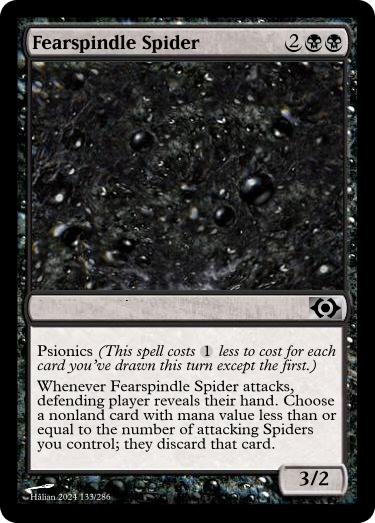 Fearspindle Spider 2
Psionics (This spell costs 1 less to cost for each
card you've drawn this turn except the first.)
Whenever Fearspindle Spider attacks,
defending player reveals their hand. Choose
a nonland card with mana value less than or
equal to the number of attacking Spiders
you control; they discard that card.
3/2
Hálian 2024 133/286